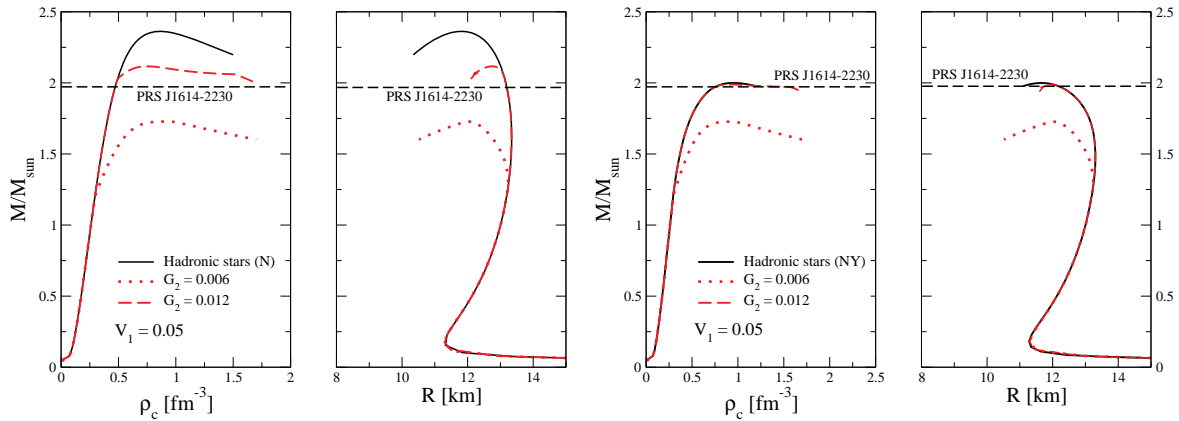 2.5
2
1.5
1
0.5
0
M/M_sun
PRS J1614-2230
Hadronic stars (N)
G_2 = 0.006
G_2 = 0.012
V_1 = 0.05
0 0.5 1 1.5 2
ρ_c [fm^-3]
PRS J1614-2230
8 10 12 14
R [km]
2.5
2
1.5
1
0.5
0
M/M_sun
PRS J1614-2230
Hadronic stars (NY)
G_2 = 0.006
G_2 = 0.012
V_1 = 0.05
0 0.5 1 1.5 2 2.5
ρ_c [fm^-3]
PRS J1614-2230
8 10 12 14
R [km]
2.5
2
1.5
1
0.5
0